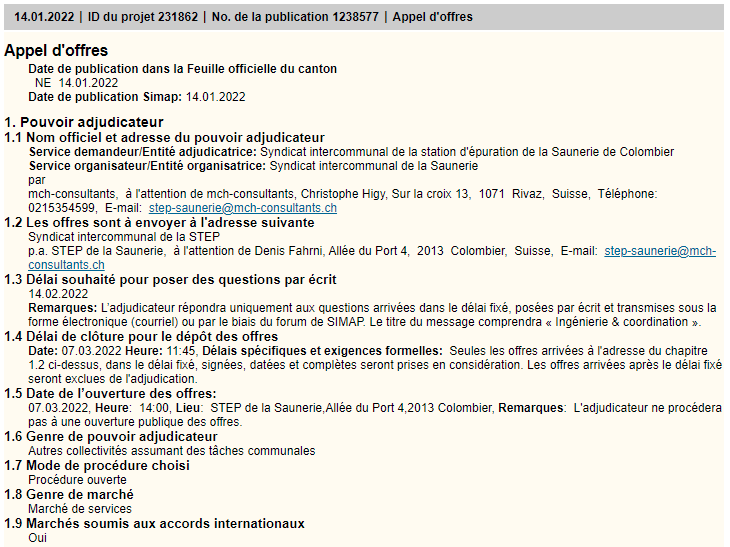 14.01.2022 | ID du projet 231862 | No. de la publication 1238577 | Appel d'offres
Appel d'offres
Date de publication dans la Feuille officielle du canton
NE 14.01.2022
Date de publication Simap: 14.01.2022
1. Pouvoir adjudicateur
1.1 Nom officiel et adresse du pouvoir adjudicateur
Service demandeur/Entité adjudicatrice: Syndicat intercommunal de la station d'épuration de la Saunerie de Colombier
Service organisateur/Entité organisatrice: Syndicat intercommunal de la Saunerie
par
mch-consultants, à l'attention de mch-consultants, Christophe Higy, Sur la croix 13, 1071 Rivaz, Suisse, Téléphone:
0215354599, E-mail: step-saunerie@mch-consultants.ch
1.2 Les offres sont à envoyer à l'adresse suivante
Syndicat intercommunal de la STEP
p.a. STEP de la Saunerie, à l'attention de Denis Fahrni, Allée du Port 4, 2013 Colombier, Suisse, E-mail: step-saunerie@mch-
consultants.ch
1.3 Délai souhaité pour poser des questions par écrit
14.02.2022
Remarques: L’adjudicateur répondra uniquement aux questions arrivées dans le délai fixé, posées par écrit et transmises sous la
forme électronique (courriel) ou par le biais du forum de SIMAP. Le titre du message comprendra « Ingénierie & coordination ».
1.4 Délai de clôture pour le dépôt des offres
Date: 07.03.2022 Heure: 11:45, Délais spécifiques et exigences formelles: Seules les offres arrivées à l'adresse du chapitre
1.2 ci-dessus, dans le délai fixé, signées, datées et complètes seront prises en considération. Les offres arrivées après le délai fixé
seront exclues de l'adjudication.
1.5 Date de l’ouverture des offres:
07.03.2022, Heure: 14:00, Lieu: STEP de la Saunerie,Allée du Port 4,2013 Colombier, Remarques: L'adjudicateur ne procédera
pas à une ouverture publique des offres.
1.6 Genre de pouvoir adjudicateur
Autres collectivités assumant des tâches communales
1.7 Mode de procédure choisi
Procédure ouverte
1.8 Genre de marché
Marché de services
1.9 Marchés soumis aux accords internationaux
Oui